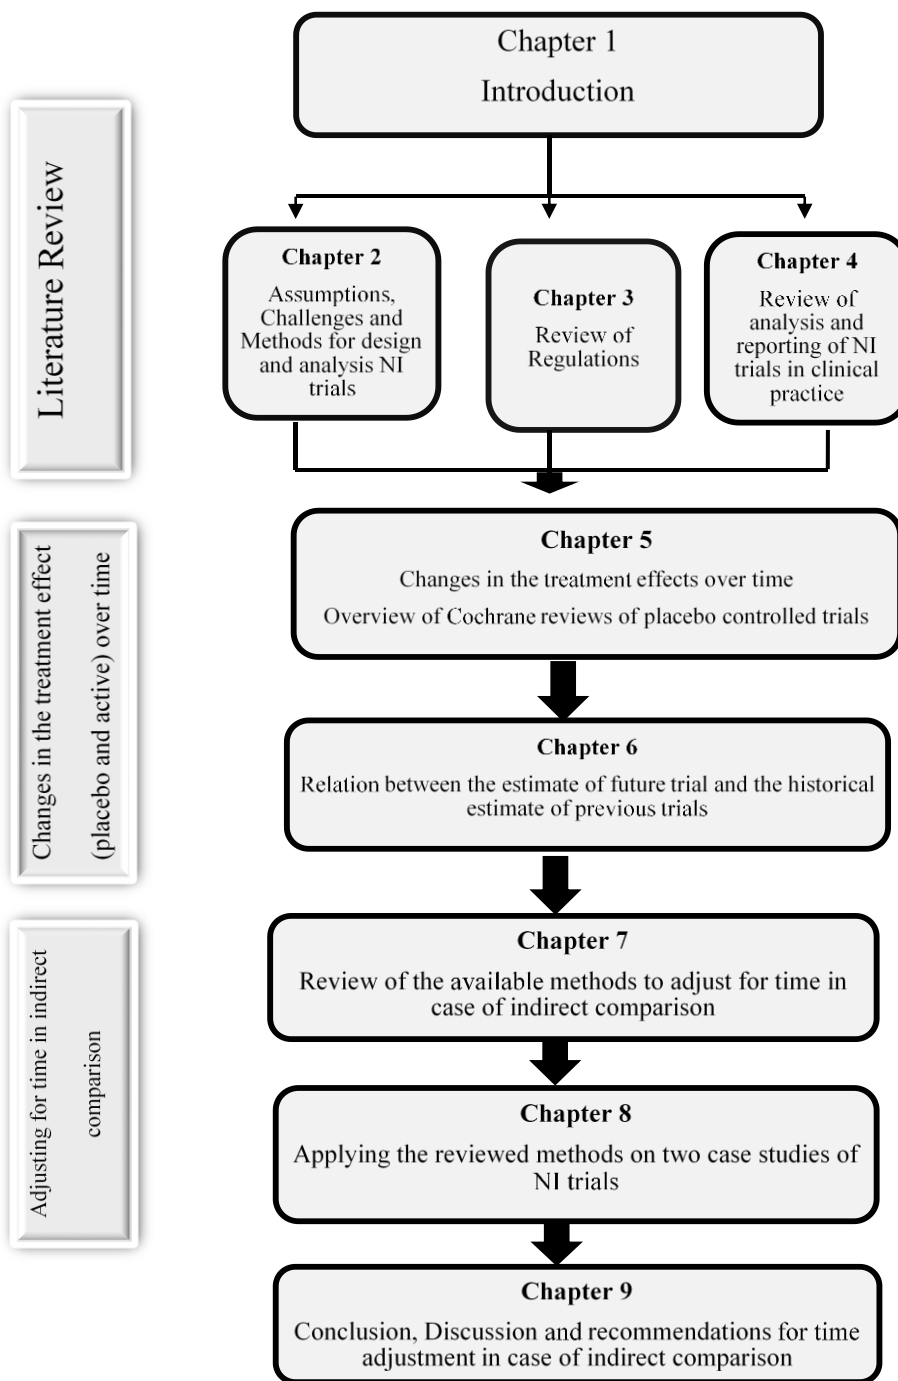 Chapter 1
Introduction
Literature Review
Chapter 2
Assumptions,
Challenges and
Methods for design
and analysis NI
trials
Chapter 3
Review of
Regulations
Chapter 4
Review of
analysis and
reporting of NI
trials in clinical
practice
Changes in the treatment effect
(placebo and active) over time
Chapter 5
Changes in the treatment effects over time
Overview of Cochrane reviews of placebo controlled trials
Chapter 6
Relation between the estimate of future trial and the historical
estimate of previous trials
Adjusting for time in indirect
comparison
Chapter 7
Review of the available methods to adjust for time in
case of indirect comparison
Chapter 8
Applying the reviewed methods on two case studies of
NI trials
Chapter 9
Conclusion, Discussion and recommendations for time
adjustment in case of indirect comparison